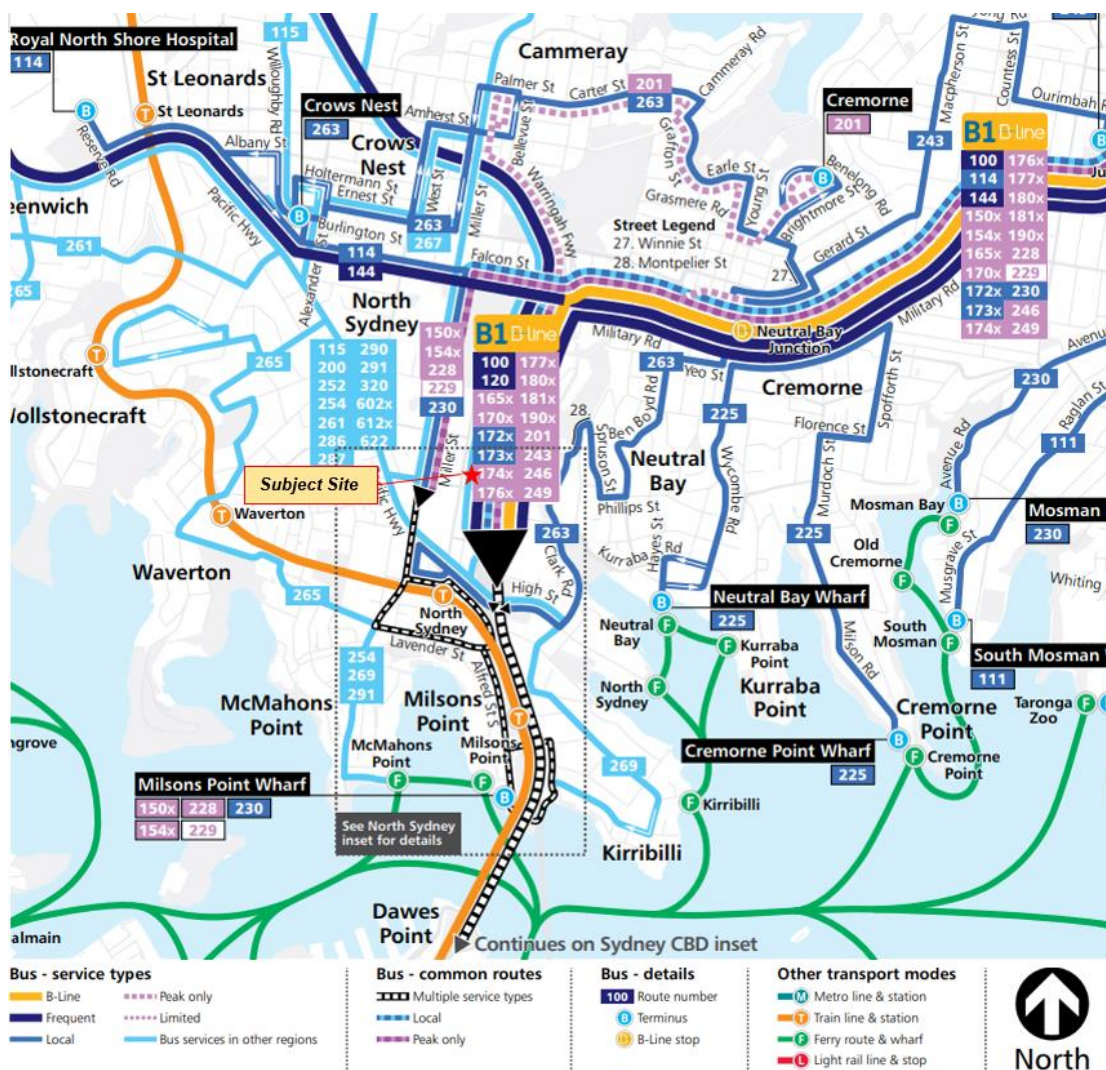 Royal North Shore Hospital
114
St Leonards
T St Leonards
B
Reserve Rd
115
Willoughby Rd
Crows Nest
263
Albany St
Crows
Nest
Holtermann St
Ernest St
Burlington St
B
Amherst St
West St
263
267
Palmer St
Bellevue St
Miller St
Warringah Fwy
Cammeray
Carter St
201
263
Cammeray Rd
Grafton St
Earle St
Grasmere Rd
Young St
Cremorne
201
B
Benelong Rd
Brightmore St
Gerard St
Street Legend
27. Winnie St
28. Montpelier St
27.
243
Macpherson St
Countess St
Ourimbah
B
B1 B-line
100 176x
114 177x
144 180x
150x 181x
154x 190x
165x 228
170x 229
172x 230
173x 246
174x 249
eenwich
261
265
Pacific Hwy
Alexander St
114
144
Falcon St
North
Sydney
115 290
200 291
252 320
254 602x
261 612x
286 622
287
150x
154x
228
229
230
B1 B-line
100 177x
120 180x
165x 181x
170x 190x
172x 201
173x 243
174x 246
176x 249
Military Rd
Neutral Bay
Junction
Military Rd
263
Yeo St
Cremorne
Spofforth St
Florence St
225
Wycombe Rd
Ben Boyd Rd
28.
Spruson St
Neutral
Bay
Phillips St
Murdoch St
225
Avenue
230
Raglan St
111
Avenue Rd
T
llstonecraft
Wollstonecraft
265
Subject Site
Miller St
ific Hwy
T Waverton
Waverton
265
263
Clark Rd
High St
T
North
Sydney
Lavender St
Alfred St S
Kurraba Rd
Hayes St
B
Neutral Bay Wharf
225
Neutral
Bay
F
F Kurraba
Point
North
Sydney
F
Kurraba
Point
Milson Rd
Mosman Bay
B
F
Mosman
230
Old
Cremorne
F
Musgrave St
Whiting
South
Mosman
F
B
South Mosman
111
Taronga
Zoo
F
Cremorne
Point
254
269
291
McMahons
Point
Milsons
Point
T
McMahons
Point
F
Milsons
Point
F
B
Milsons Point Wharf
150x 228 230
154x 229
See North Sydney
inset for details
269
Kirribilli
F Kirribilli
Cremorne Point Wharf
225
B
F
Cremorne
Point
ngrove
almain
Dawes
Point
Continues on Sydney CBD inset
Bus - service types
B-Line
Frequent
Local
Peak only
Limited
Bus services in other regions
Bus - common routes
Multiple service types
Local
Peak only
Bus - details
100 Route number
B Terminus
B-Line stop
Other transport modes
M Metro line & station
T Train line & station
F Ferry route & wharf
L Light rail line & stop
North